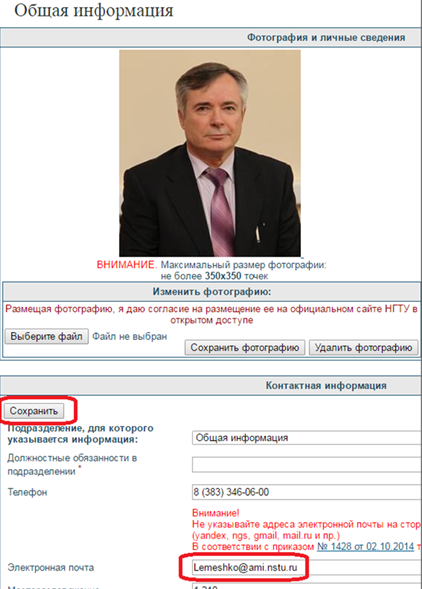 Общая информация
Фотография и личные сведения
ВНИМАНИЕ. Максимальный размер фотографии:
не более 350x350 точек
Изменить фотографию:
Размещая фотографию, я даю согласие на размещение ее на официальном сайте НГТУ в
открытом доступе
Выберите файл Файл не выбран
Сохранить фотографию Удалить фотографию
Контактная информация
Сохранить
Подразделение, для которого
указывается информация:
Общая информация
Должностные обязанности в
подразделении *
Телефон
8 (383) 346-06-00
Внимание!
Не указывайте адреса электронной почты на стор
(yandex, ngs, gmail, mail.ru и пр.)
В соответствии с приказом № 1428 от 02.10.2014 т
Электронная почта
Lemeshko@ami.nstu.ru